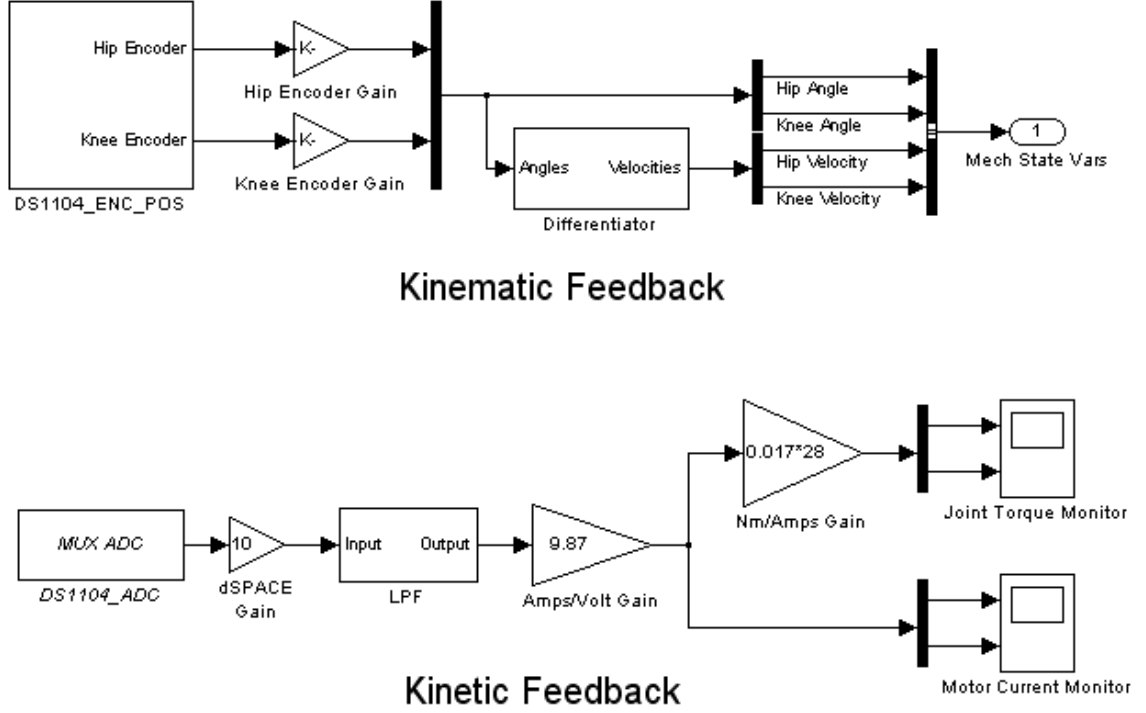 Hip Encoder
K-
Hip Encoder Gain
Knee Encoder
K-
Knee Encoder Gain
DS1104_ENC_POS
Angles
Velocities
Differentiator
Hip Angle
Knee Angle
Hip Velocity
Knee Velocity
1
Mech State Vars
Kinematic Feedback
MUX ADC
DS1104_ADC
10
dSPACE
Gain
Input
Output
LPF
9.87
Amps/Volt Gain
0.017*28
Nm/Amps Gain
Joint Torque Monitor
Motor Current Monitor
Kinetic Feedback